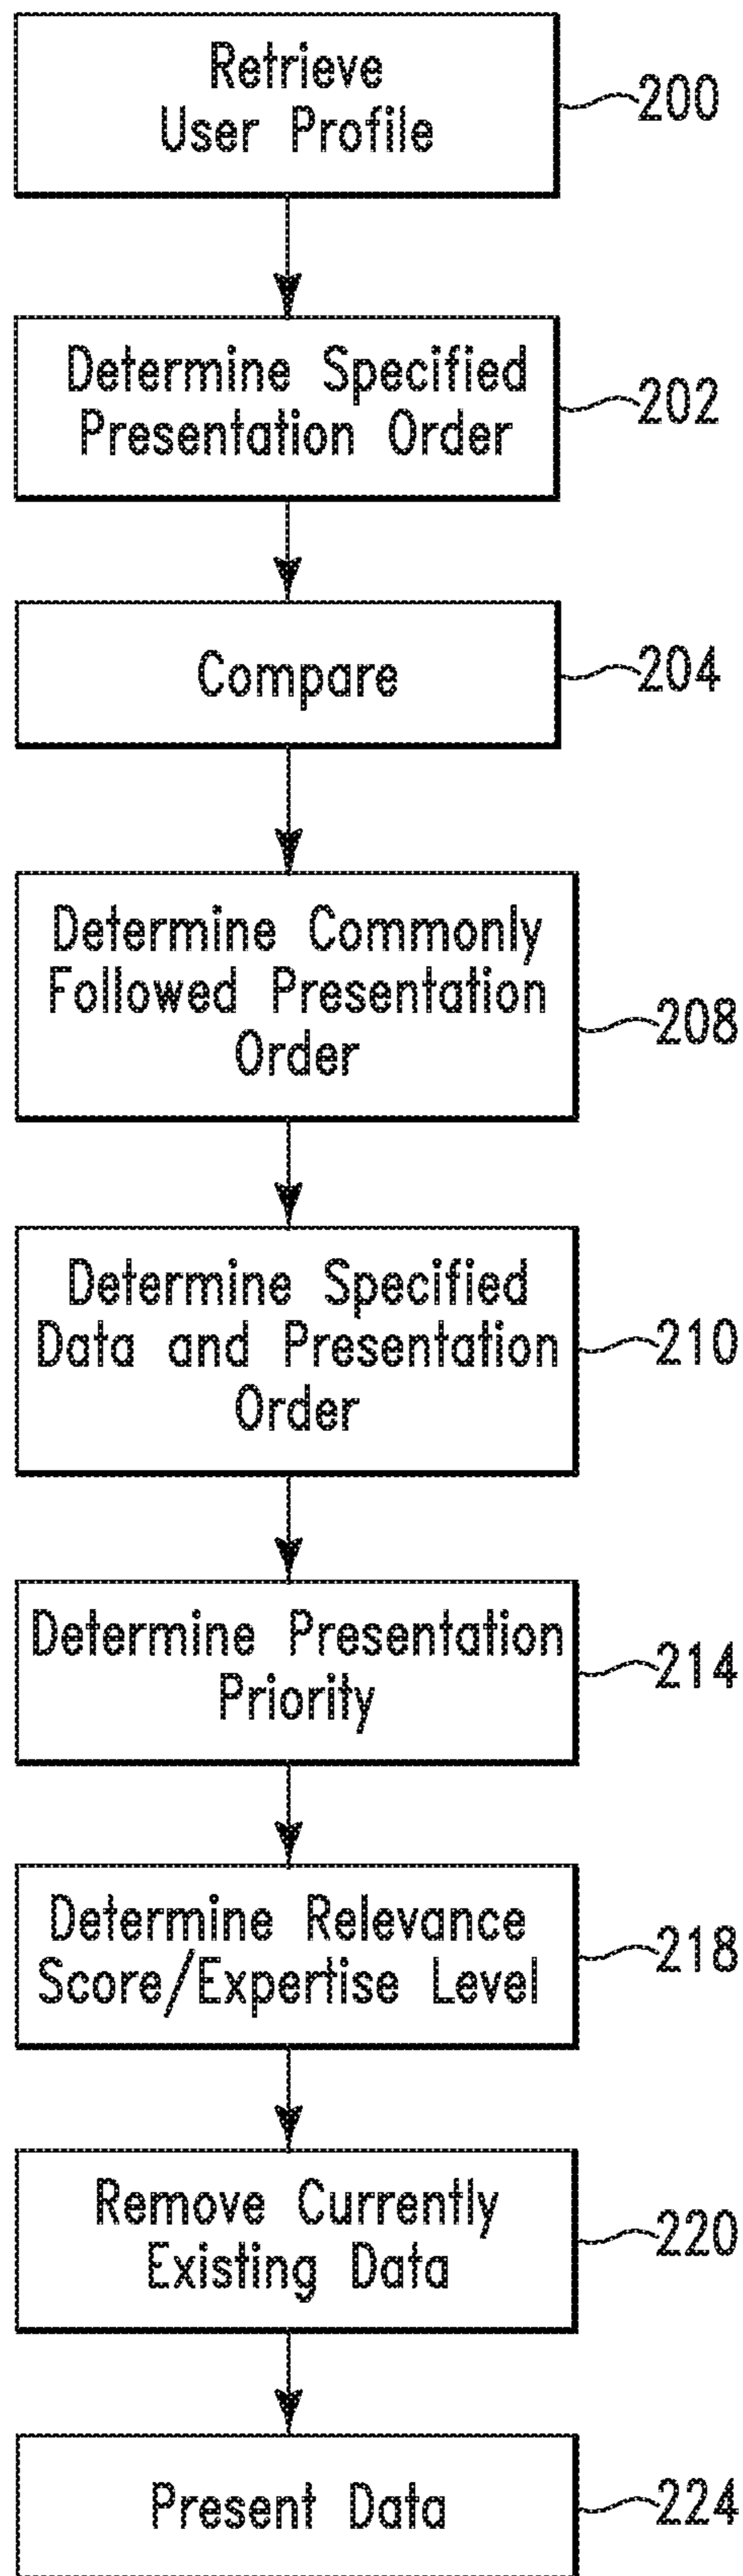 Retrieve
User Profile
200
Determine Specified
Presentation Order
202
Compare
204
Determine Commonly
Followed Presentation
Order
208
Determine Specified
Data and Presentation
Order
210
Determine Presentation
Priority
214
Determine Relevance
Score/Expertise Level
218
Remove Currently
Existing Data
220
Present Data
224